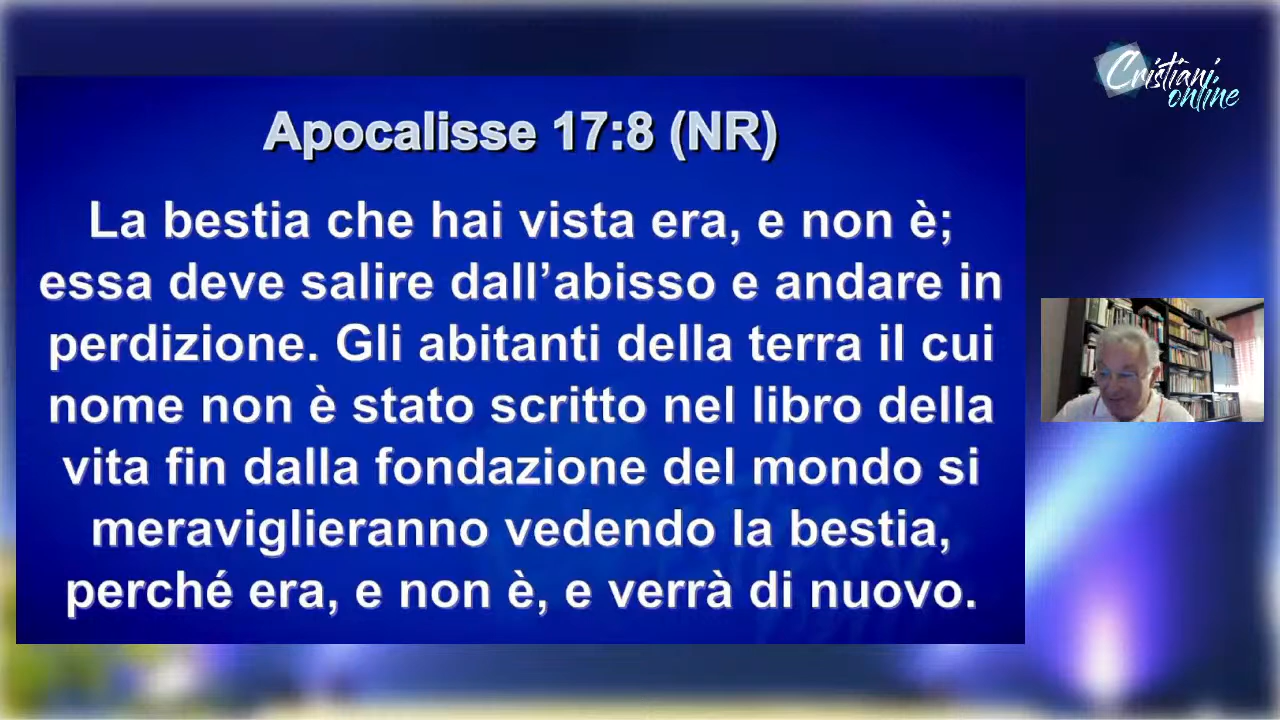 Cristiani
online
Apocalisse 17:8 (NR)
La bestia che hai vista era, e non è;
essa deve salire dall’abisso e andare in
perdizione. Gli abitanti della terra il cui
nome non è stato scritto nel libro della
vita fin dalla fondazione del mondo si
meraviglieranno vedendo la bestia,
perché era, e non è, e verrà di nuovo.